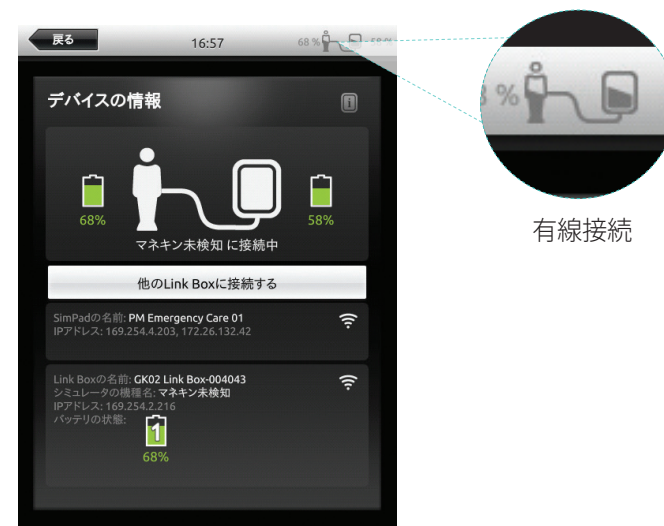 戻る
16:57
68 %
58 %
デバイスの情報
68%
58%
マネキン未検知 に接続中
他のLink Boxに接続する
SimPadの名前: PM Emergency Care 01
IPアドレス: 169.254.4.203, 172.26.132.42
Link Boxの名前: GK02 Link Box-004043
シミュレータの機種名: マネキン未検知
IPアドレス: 169.254.2.216
バッテリの状態:
1
68%
%
有線接続